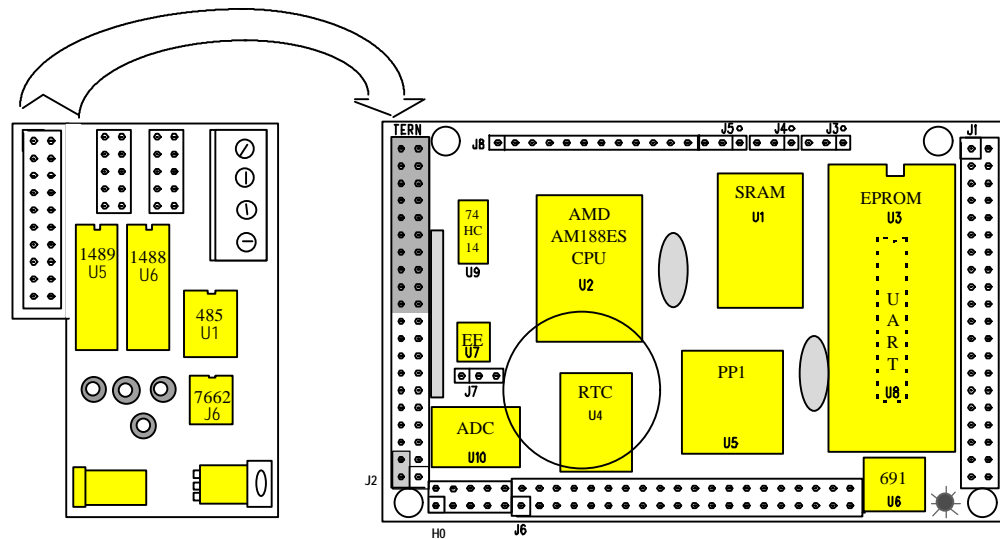 1489
U5
1488
U6
485
U1
7662
J6
TERN
J8
J5
J4
J3
J1
74
HC
14
U9
AMD
AM188ES
CPU
U2
SRAM
U1
EPROM
U3
UART
U8
EE
U7
J7
RTC
U4
PP1
U5
ADC
U10
691
U6
J2
H0
J6